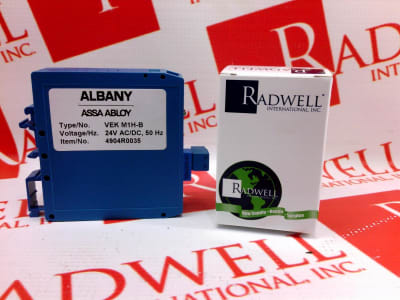 ALBANY
ASSA ABLOY
Type/No. VEK M1H-B
Voltage/Hz. 24V AC/DC, 50 Hz
Item/No. 4904R0035
RADWELL
INTERNATIONAL, INC.
RADWELL
RADWELL
INTERNATIONAL, INC.
RADWELL
RADWELL
INTERNATIONAL, INC.